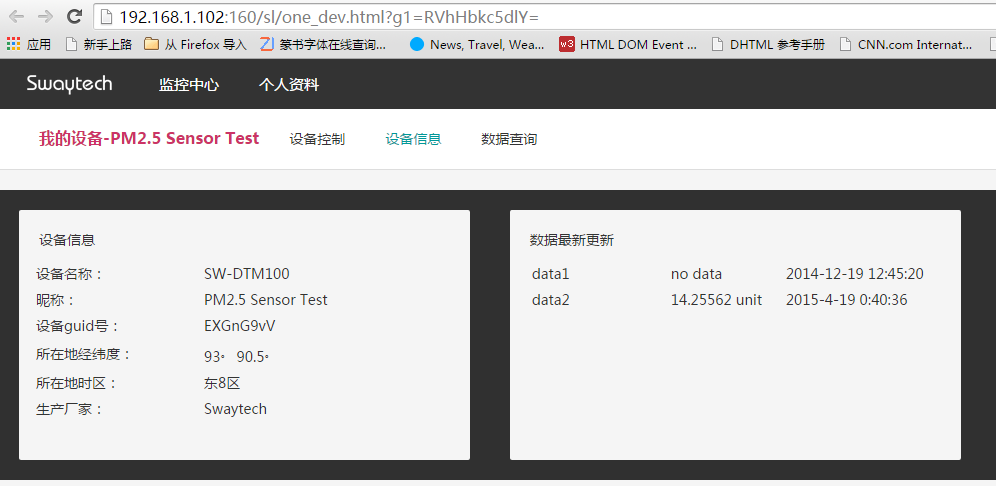 192.168.1.102:160/sl/one_dev.html?g1=RVhHbkc5dlY=
应用 新手上路 从 Firefox 导入 篆书字体在线查询... News, Travel, Wea... w3 HTML DOM Event ... DHTML 参考手册 CNN.com Internat...
Swaytech 监控中心 个人资料
我的设备-PM2.5 Sensor Test 设备控制 设备信息 数据查询
设备信息
设备名称： SW-DTM100
昵称： PM2.5 Sensor Test
设备guid号： EXGnG9vV
所在地经纬度： 93° 90.5°
所在地时区： 东8区
生产厂家： Swaytech
数据最新更新
data1 no data 2014-12-19 12:45:20
data2 14.25562 unit 2015-4-19 0:40:36